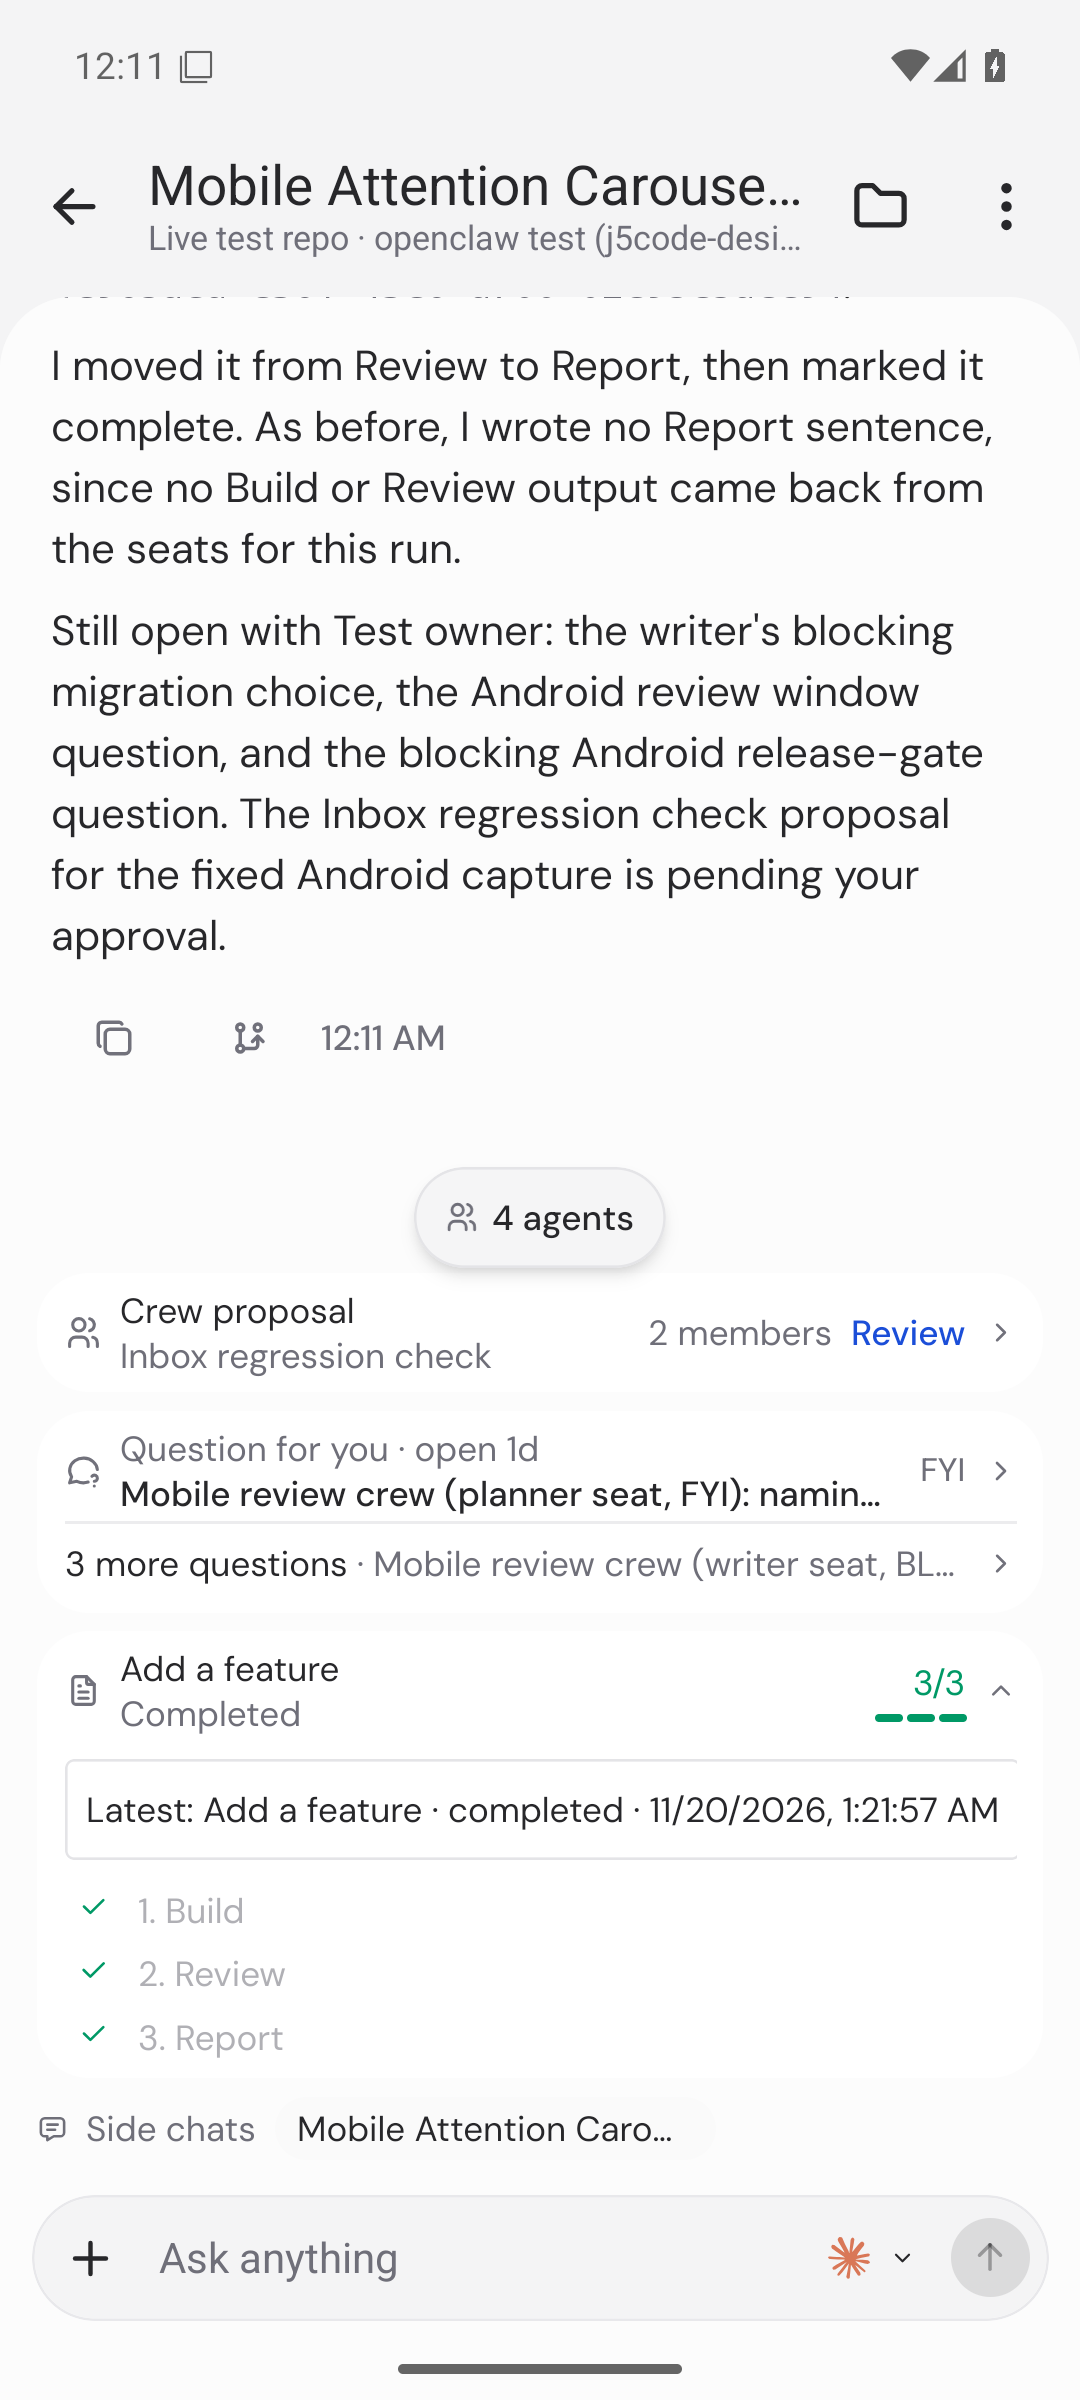 12:11
Mobile Attention Carouse...
Live test repo · openclaw test (j5code-desi...
I moved it from Review to Report, then marked it
complete. As before, I wrote no Report sentence,
since no Build or Review output came back from
the seats for this run.
Still open with Test owner: the writer's blocking
migration choice, the Android review window
question, and the blocking Android release-gate
question. The Inbox regression check proposal
for the fixed Android capture is pending your
approval.
12:11 AM
4 agents
Crew proposal
Inbox regression check
2 members Review
Question for you · open 1d
Mobile review crew (planner seat, FYI): namin...
FYI
3 more questions · Mobile review crew (writer seat, BL...
Add a feature
Completed
3/3
Latest: Add a feature · completed · 11/20/2026, 1:21:57 AM
1. Build
2. Review
3. Report
Side chats Mobile Attention Caro...
Ask anything